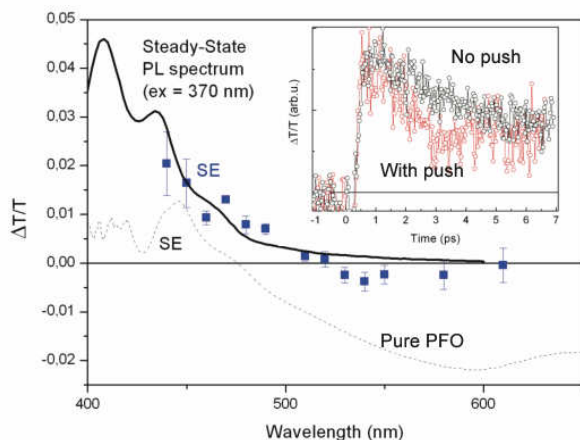 0,05
0,04
0,03
0,02
0,01
0,00
-0,01
-0,02
ΔT/T
Steady-State
PL spectrum
(ex = 370 nm)
SE
SE
Pure PFO
400
500
600
Wavelength (nm)
No push
With push
ΔT/T (arb.u.)
-1 0 1 2 3 4 5 6 7
Time (ps)